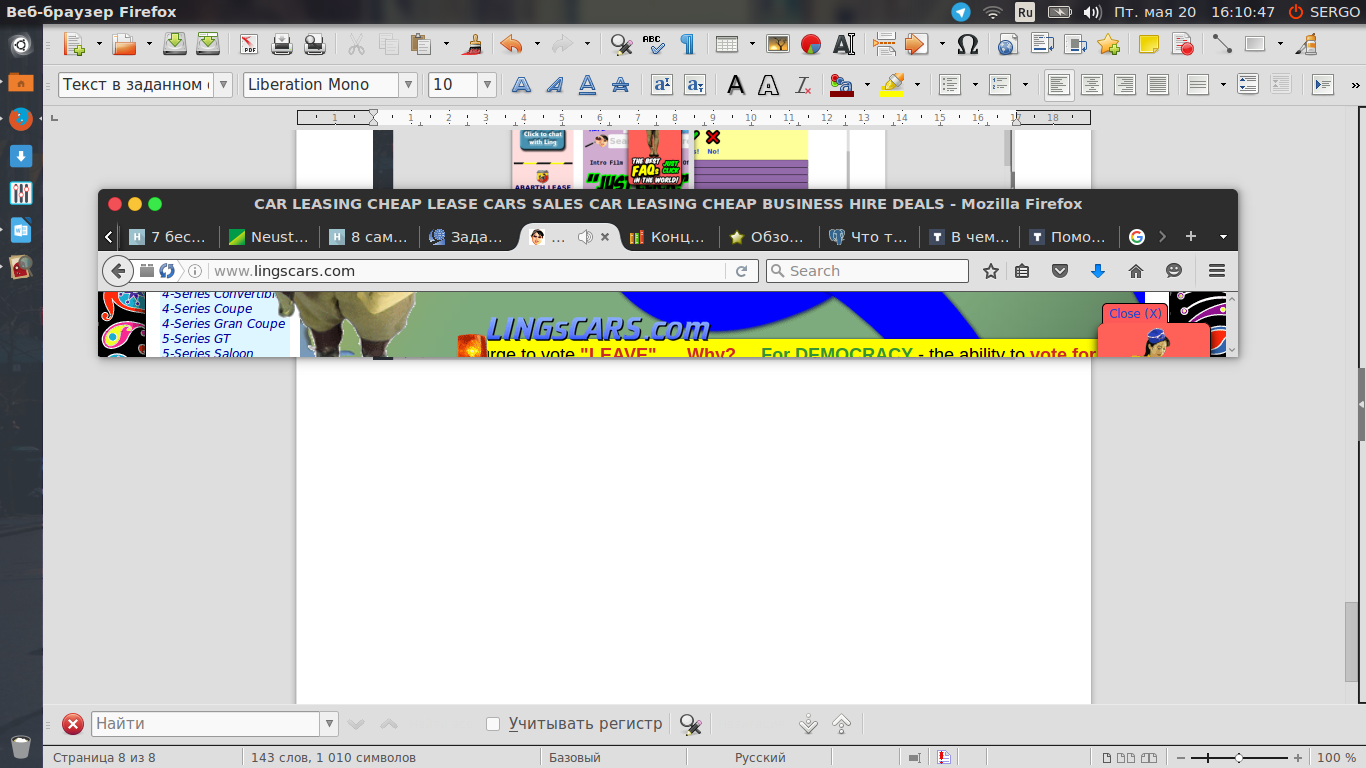 Веб-браузер Firefox
Ru
Пт. мая 20 16:10:47 SERGO
PDF
ABC
Текст в заданном
Liberation Mono
10
1 1 2 3 4 5 6 7 8 9 10 11 12 13 14 15 16 17 18
Click to chat
with Ling
Intro Film
No!
THE BEST
FAQs
IN THE WORLD!
JUST
CLICK
ABARTH LEASE
"JUST
CAR LEASING CHEAP LEASE CARS SALES CAR LEASING CHEAP BUSINESS HIRE DEALS - Mozilla Firefox
7 бес...
Neust...
8 сам...
Зада...
...
Конц...
Обзо...
Что т...
В чем...
Помо...
www.lingscars.com
Search
4-Series Convertibl
4-Series Coupe
4-Series Gran Coupe
5-Series GT
5-Series Saloon
LINGsCARS.com
urge to vote "LEAVE" Why? For DEMOCRACY - the ability to vote for
Close (X)
Найти
Учитывать регистр
Страница 8 из 8
143 слов, 1 010 символов
Базовый
Русский
100 %